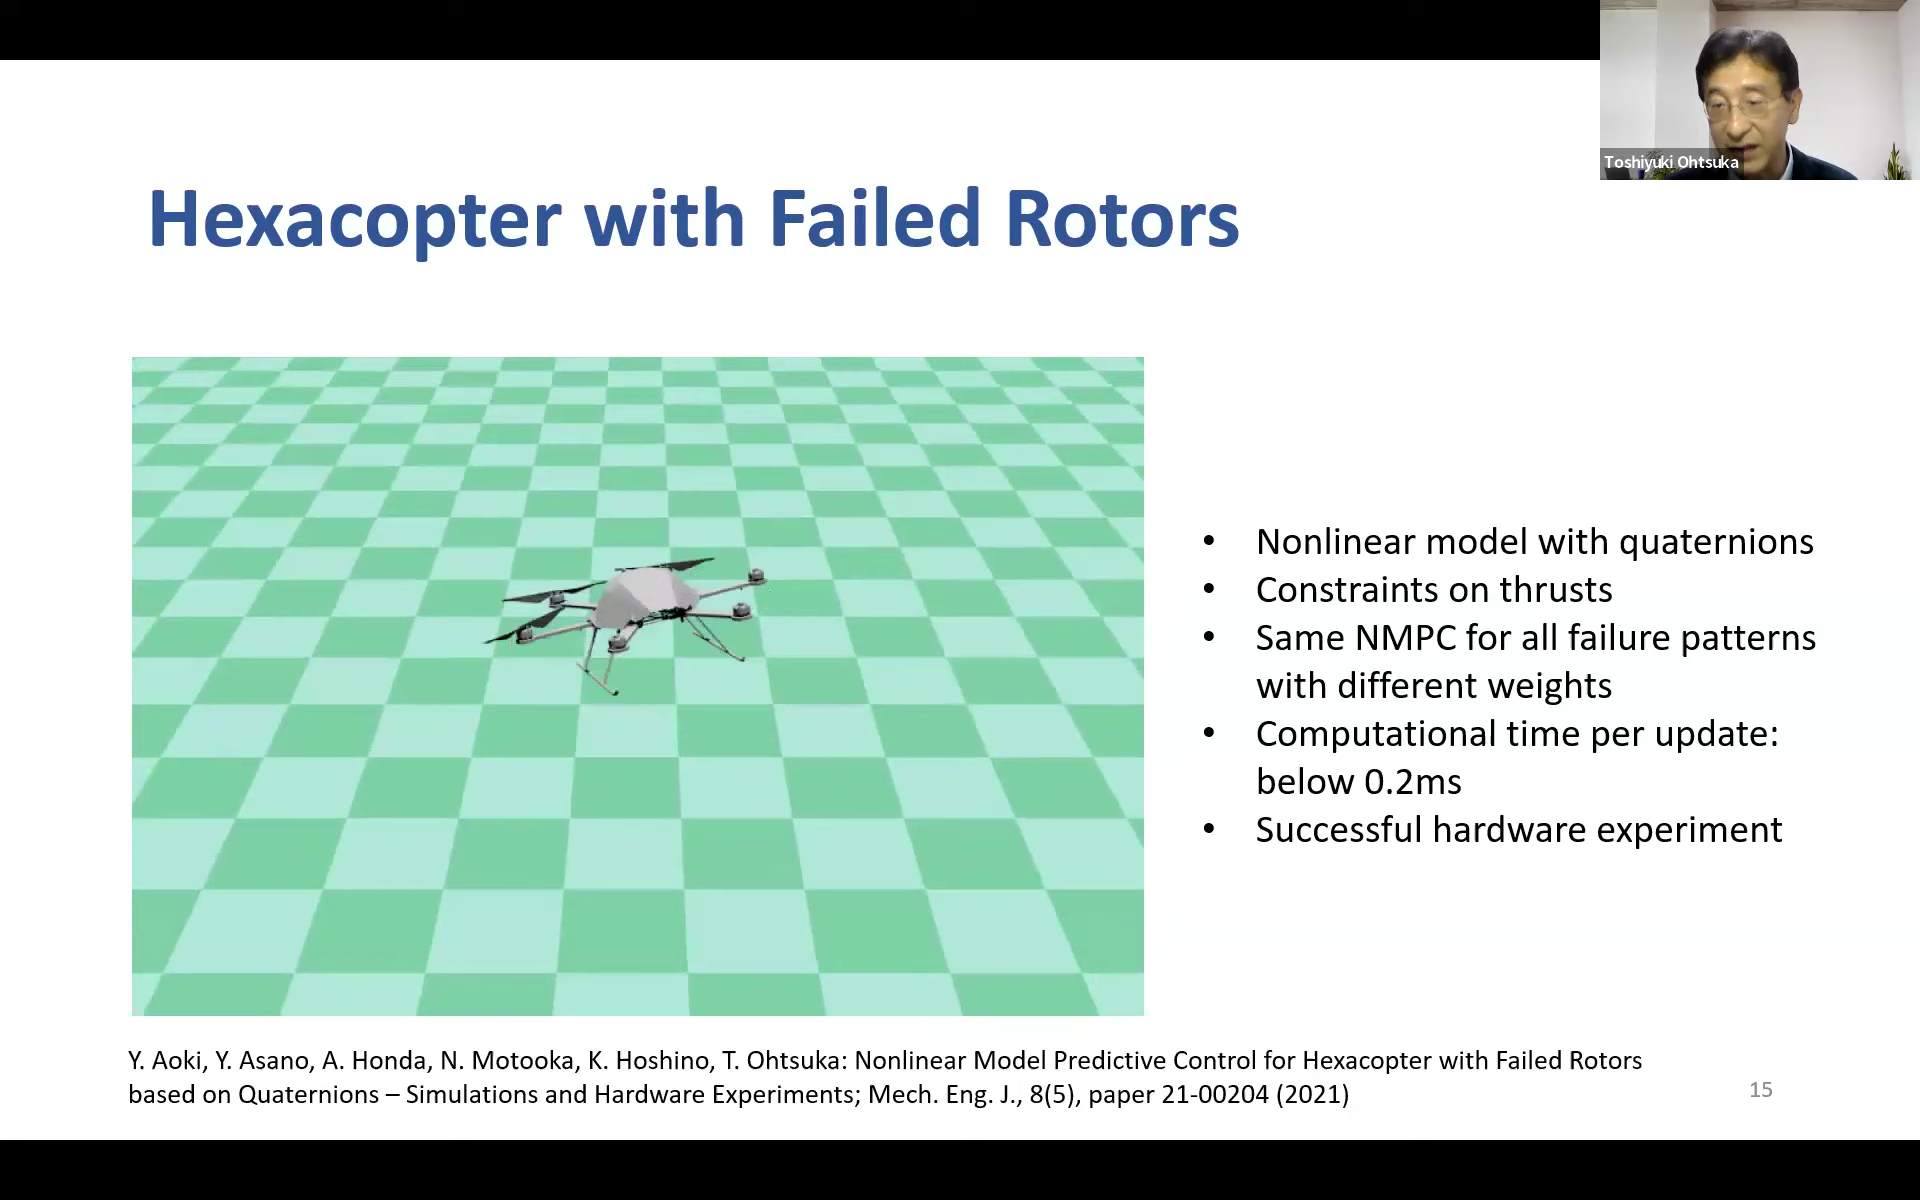 Toshiyuki Ohtsuka
Hexacopter with Failed Rotors
• Nonlinear model with quaternions
• Constraints on thrusts
• Same NMPC for all failure patterns
with different weights
• Computational time per update:
below 0.2ms
• Successful hardware experiment
Y. Aoki, Y. Asano, A. Honda, N. Motooka, K. Hoshino, T. Ohtsuka: Nonlinear Model Predictive Control for Hexacopter with Failed Rotors
based on Quaternions – Simulations and Hardware Experiments; Mech. Eng. J., 8(5), paper 21-00204 (2021)
15